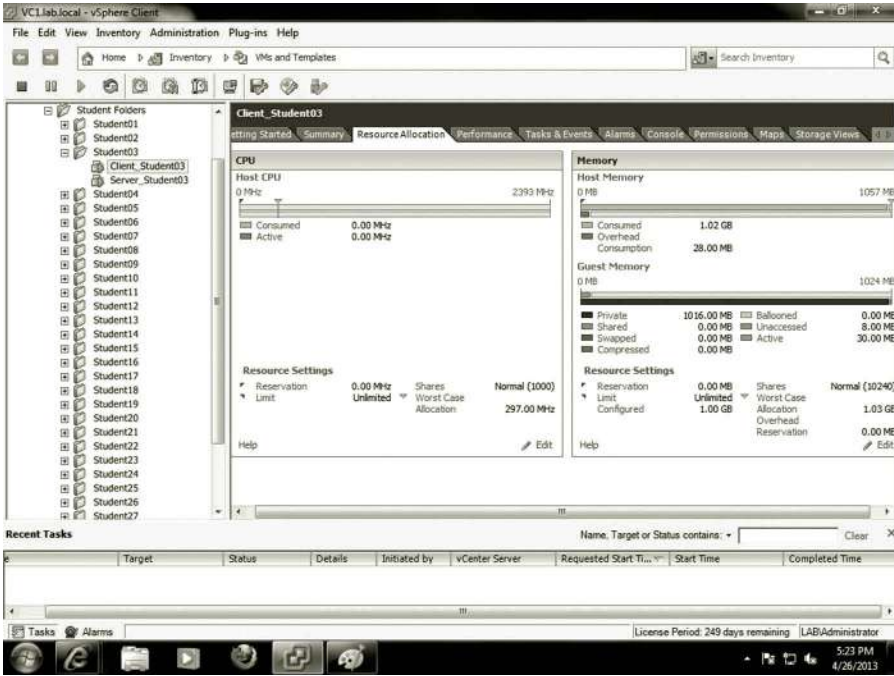 VC1.lab.local - vSphere Client
File Edit View Inventory Administration Plug-ins Help
Home Inventory VMs and Templates
Search Inventory
Student Folders
Student01
Student02
Student03
Client_Student03
Server_Student03
Student04
Student05
Student06
Student07
Student08
Student09
Student10
Student11
Student12
Student13
Student14
Student15
Student16
Student17
Student18
Student19
Student20
Student21
Student22
Student23
Student24
Student25
Student26
Student27
Client_Student03
etting Started Summary Resource Allocation Performance Tasks & Events Alarms Console Permissions Maps Storage Views
CPU
Host CPU
0 MHz 2393 MHz
Consumed 0.00 MHz
Active 0.00 MHz
Resource Settings
Reservation 0.00 MHz Shares Normal (1000)
Limit Unlimited Worst Case
Allocation 297.00 MHz
Help Edit
Memory
Host Memory
0 MB 1057 MB
Consumed 1.02 GB
Overhead
Consumption 28.00 MB
Guest Memory
0 MB 1024 MB
Private 1016.00 MB Ballooned 0.00 MB
Shared 0.00 MB Unaccessed 8.00 MB
Swapped 0.00 MB Active 30.00 MB
Compressed 0.00 MB
Resource Settings
Reservation 0.00 MB Shares Normal (10240)
Limit Unlimited Worst Case
Configured 1.00 GB Allocation 1.03 GB
Overhead
Reservation 0.00 MB
Help Edit
Recent Tasks Name, Target or Status contains: Clear X
e Target Status Details Initiated by vCenter Server Requested Start Ti... Start Time Completed Time
Tasks Alarms License Period: 249 days remaining LAB\Administrator
5:23 PM
4/26/2013